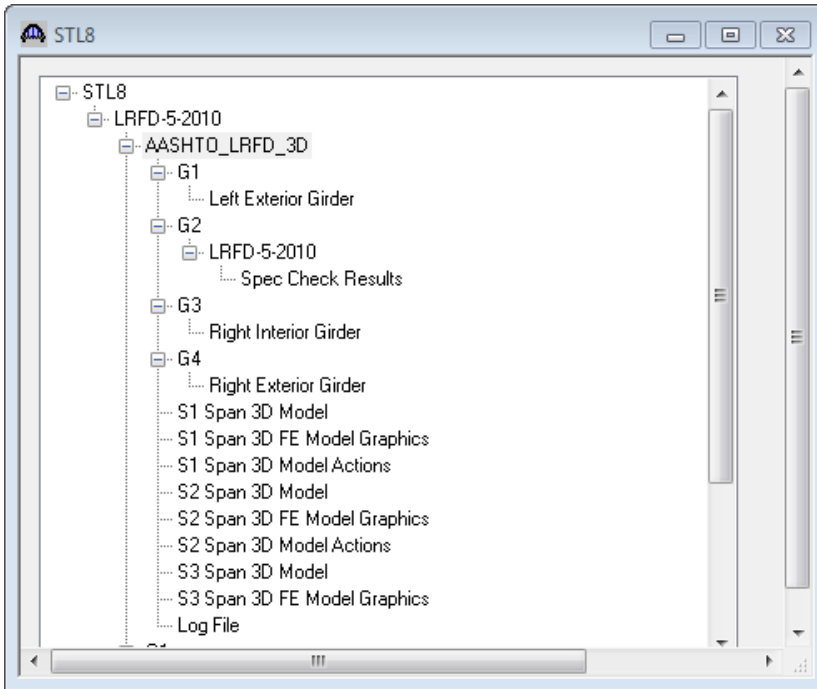 STL8
STL8
LRFD-5-2010
AASHTO_LRFD_3D
G1
Left Exterior Girder
G2
LRFD-5-2010
Spec Check Results
G3
Right Interior Girder
G4
Right Exterior Girder
S1 Span 3D Model
S1 Span 3D FE Model Graphics
S1 Span 3D Model Actions
S2 Span 3D Model
S2 Span 3D FE Model Graphics
S2 Span 3D Model Actions
S3 Span 3D Model
S3 Span 3D FE Model Graphics
Log File